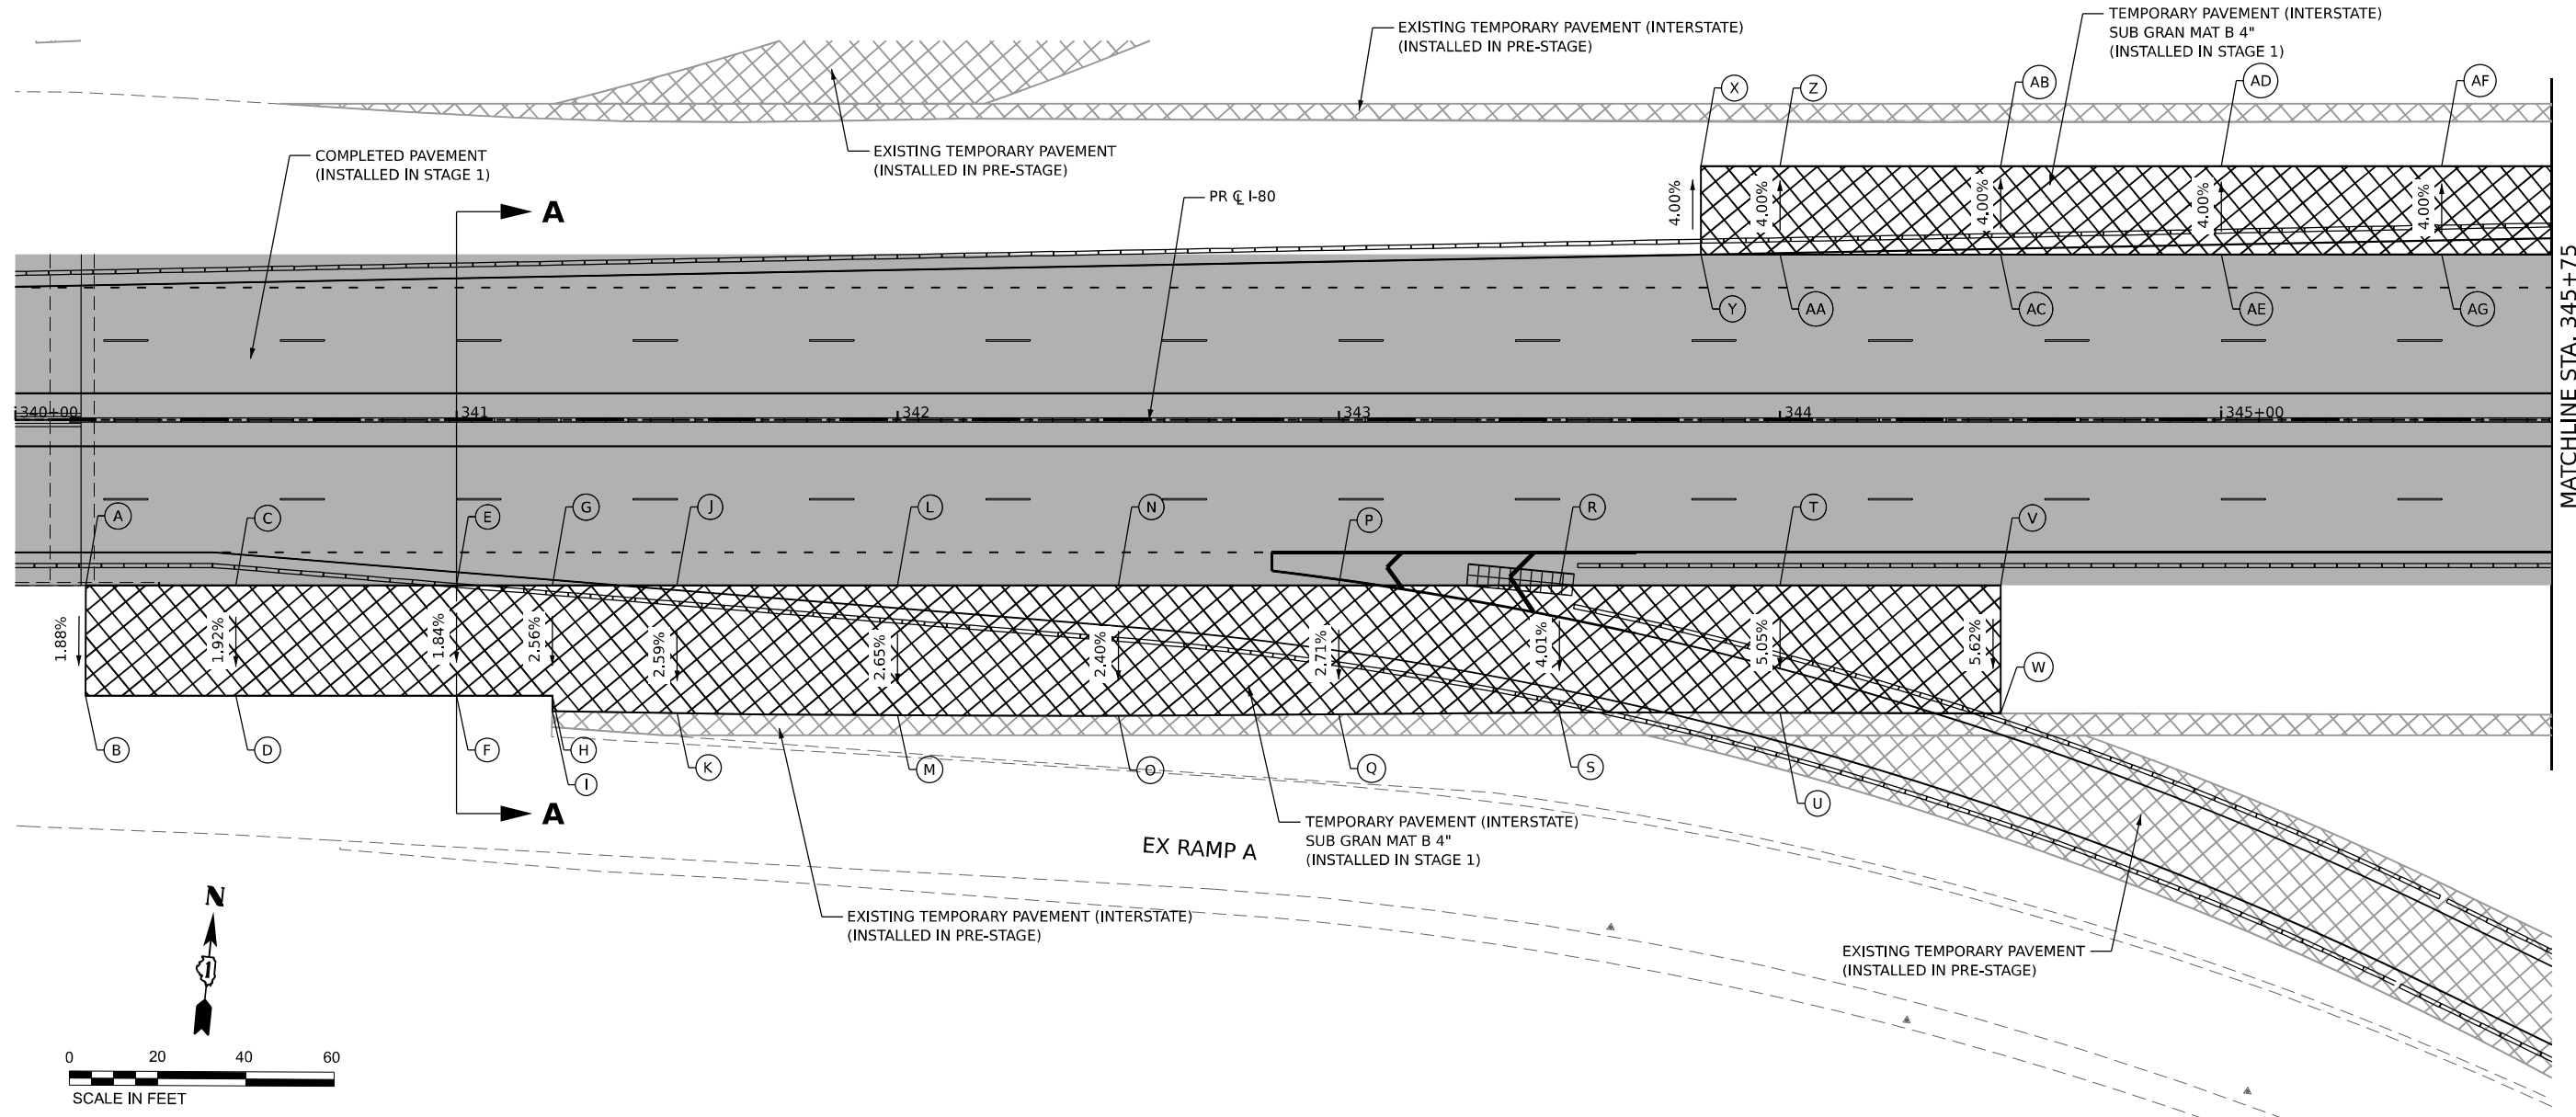 EXISTING TEMPORARY PAVEMENT (INTERSTATE)
(INSTALLED IN PRE-STAGE)
TEMPORARY PAVEMENT (INTERSTATE)
SUB GRAN MAT B 4"
(INSTALLED IN STAGE 1)
X
Z
AB
AD
AF
COMPLETED PAVEMENT
(INSTALLED IN STAGE 1)
EXISTING TEMPORARY PAVEMENT
(INSTALLED IN PRE-STAGE)
A
PR ℄ I-80
4.00%
4.00%
4.00%
4.00%
4.00%
Y
AA
AC
AE
AG
MATCHLINE STA. 345+75
340+00
341
342
343
344
345+00
A
C
E
G
J
L
N
P
R
T
V
1.88%
1.92%
1.84%
2.56%
2.59%
2.65%
2.40%
2.71%
4.01%
5.05%
5.62%
W
B
D
F
H
I
K
M
O
Q
S
U
A
EX RAMP A
TEMPORARY PAVEMENT (INTERSTATE)
SUB GRAN MAT B 4"
(INSTALLED IN STAGE 1)
EXISTING TEMPORARY PAVEMENT (INTERSTATE)
(INSTALLED IN PRE-STAGE)
EXISTING TEMPORARY PAVEMENT
(INSTALLED IN PRE-STAGE)
N
1
0 20 40 60
SCALE IN FEET